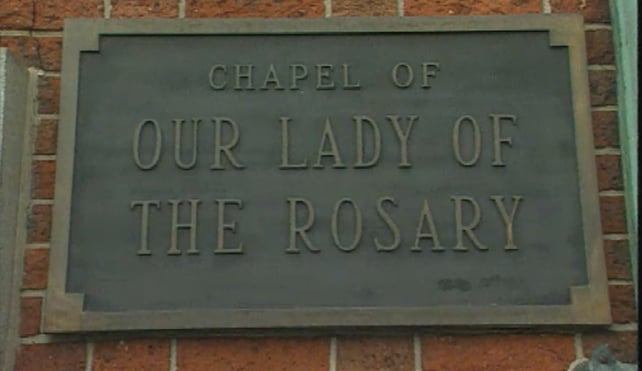 CHAPEL OF
OUR LADY OF
THE ROSARY